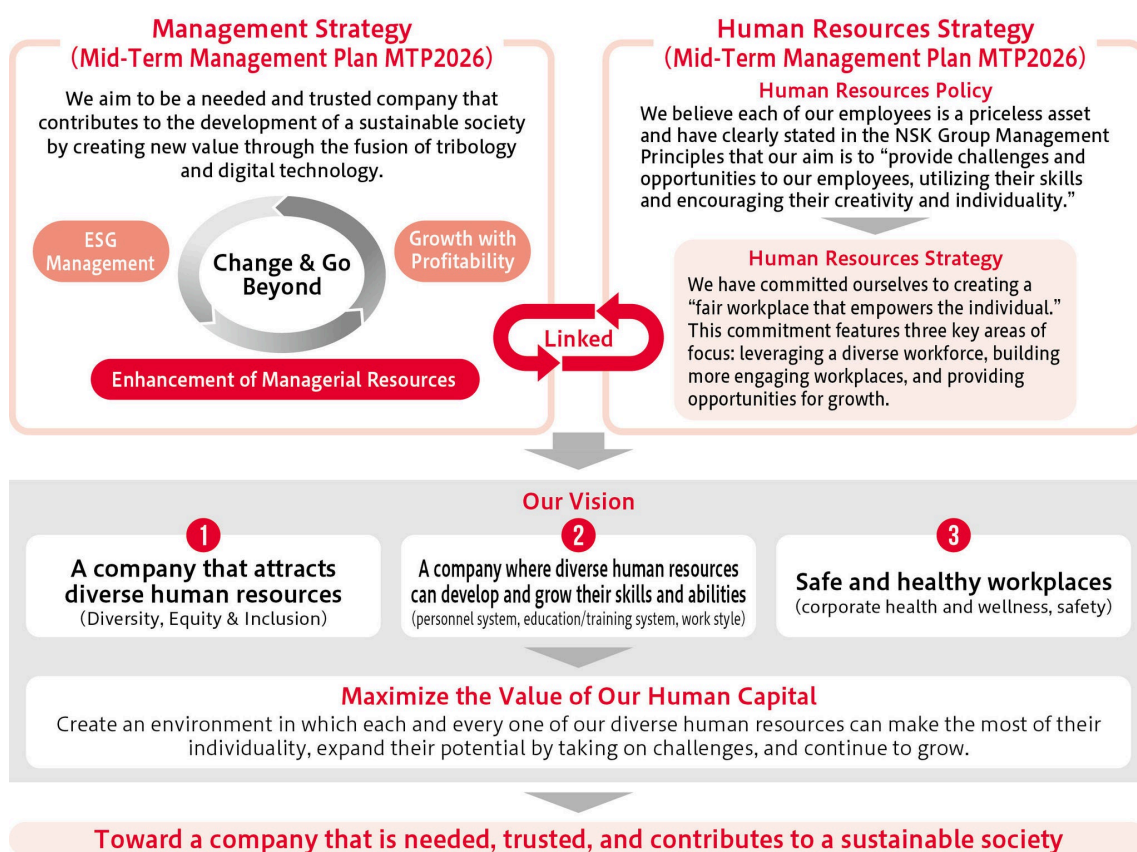 Management Strategy
(Mid-Term Management Plan MTP2026)
We aim to be a needed and trusted company that
contributes to the development of a sustainable society
by creating new value through the fusion of tribology
and digital technology.
ESG
Management
Change & Go
Beyond
Growth with
Profitability
Enhancement of Managerial Resources
Linked
Human Resources Strategy
(Mid-Term Management Plan MTP2026)
Human Resources Policy
We believe each of our employees is a priceless asset
and have clearly stated in the NSK Group Management
Principles that our aim is to “provide challenges and
opportunities to our employees, utilizing their skills
and encouraging their creativity and individuality.”
Human Resources Strategy
We have committed ourselves to creating a
“fair workplace that empowers the individual.”
This commitment features three key areas of
focus: leveraging a diverse workforce, building
more engaging workplaces, and providing
opportunities for growth.
Our Vision
1
A company that attracts
diverse human resources
(Diversity, Equity & Inclusion)
2
A company where diverse human resources
can develop and grow their skills and abilities
(personnel system, education/training system, work style)
3
Safe and healthy workplaces
(corporate health and wellness, safety)
Maximize the Value of Our Human Capital
Create an environment in which each and every one of our diverse human resources can make the most of their
individuality, expand their potential by taking on challenges, and continue to grow.
Toward a company that is needed, trusted, and contributes to a sustainable society